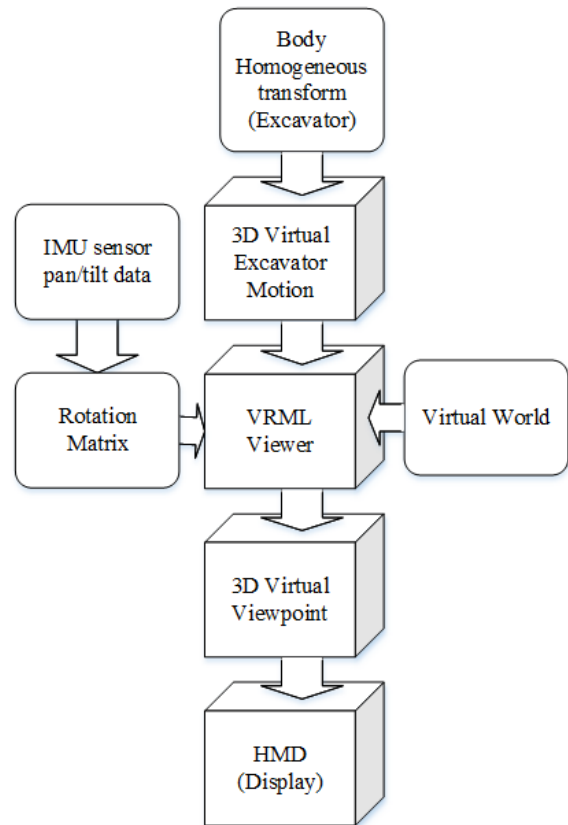 Body
Homogeneous
transform
(Excavator)
3D Virtual
Excavator
Motion
IMU sensor
pan/tilt data
Rotation
Matrix
VRML
Viewer
Virtual World
3D Virtual
Viewpoint
HMD
(Display)